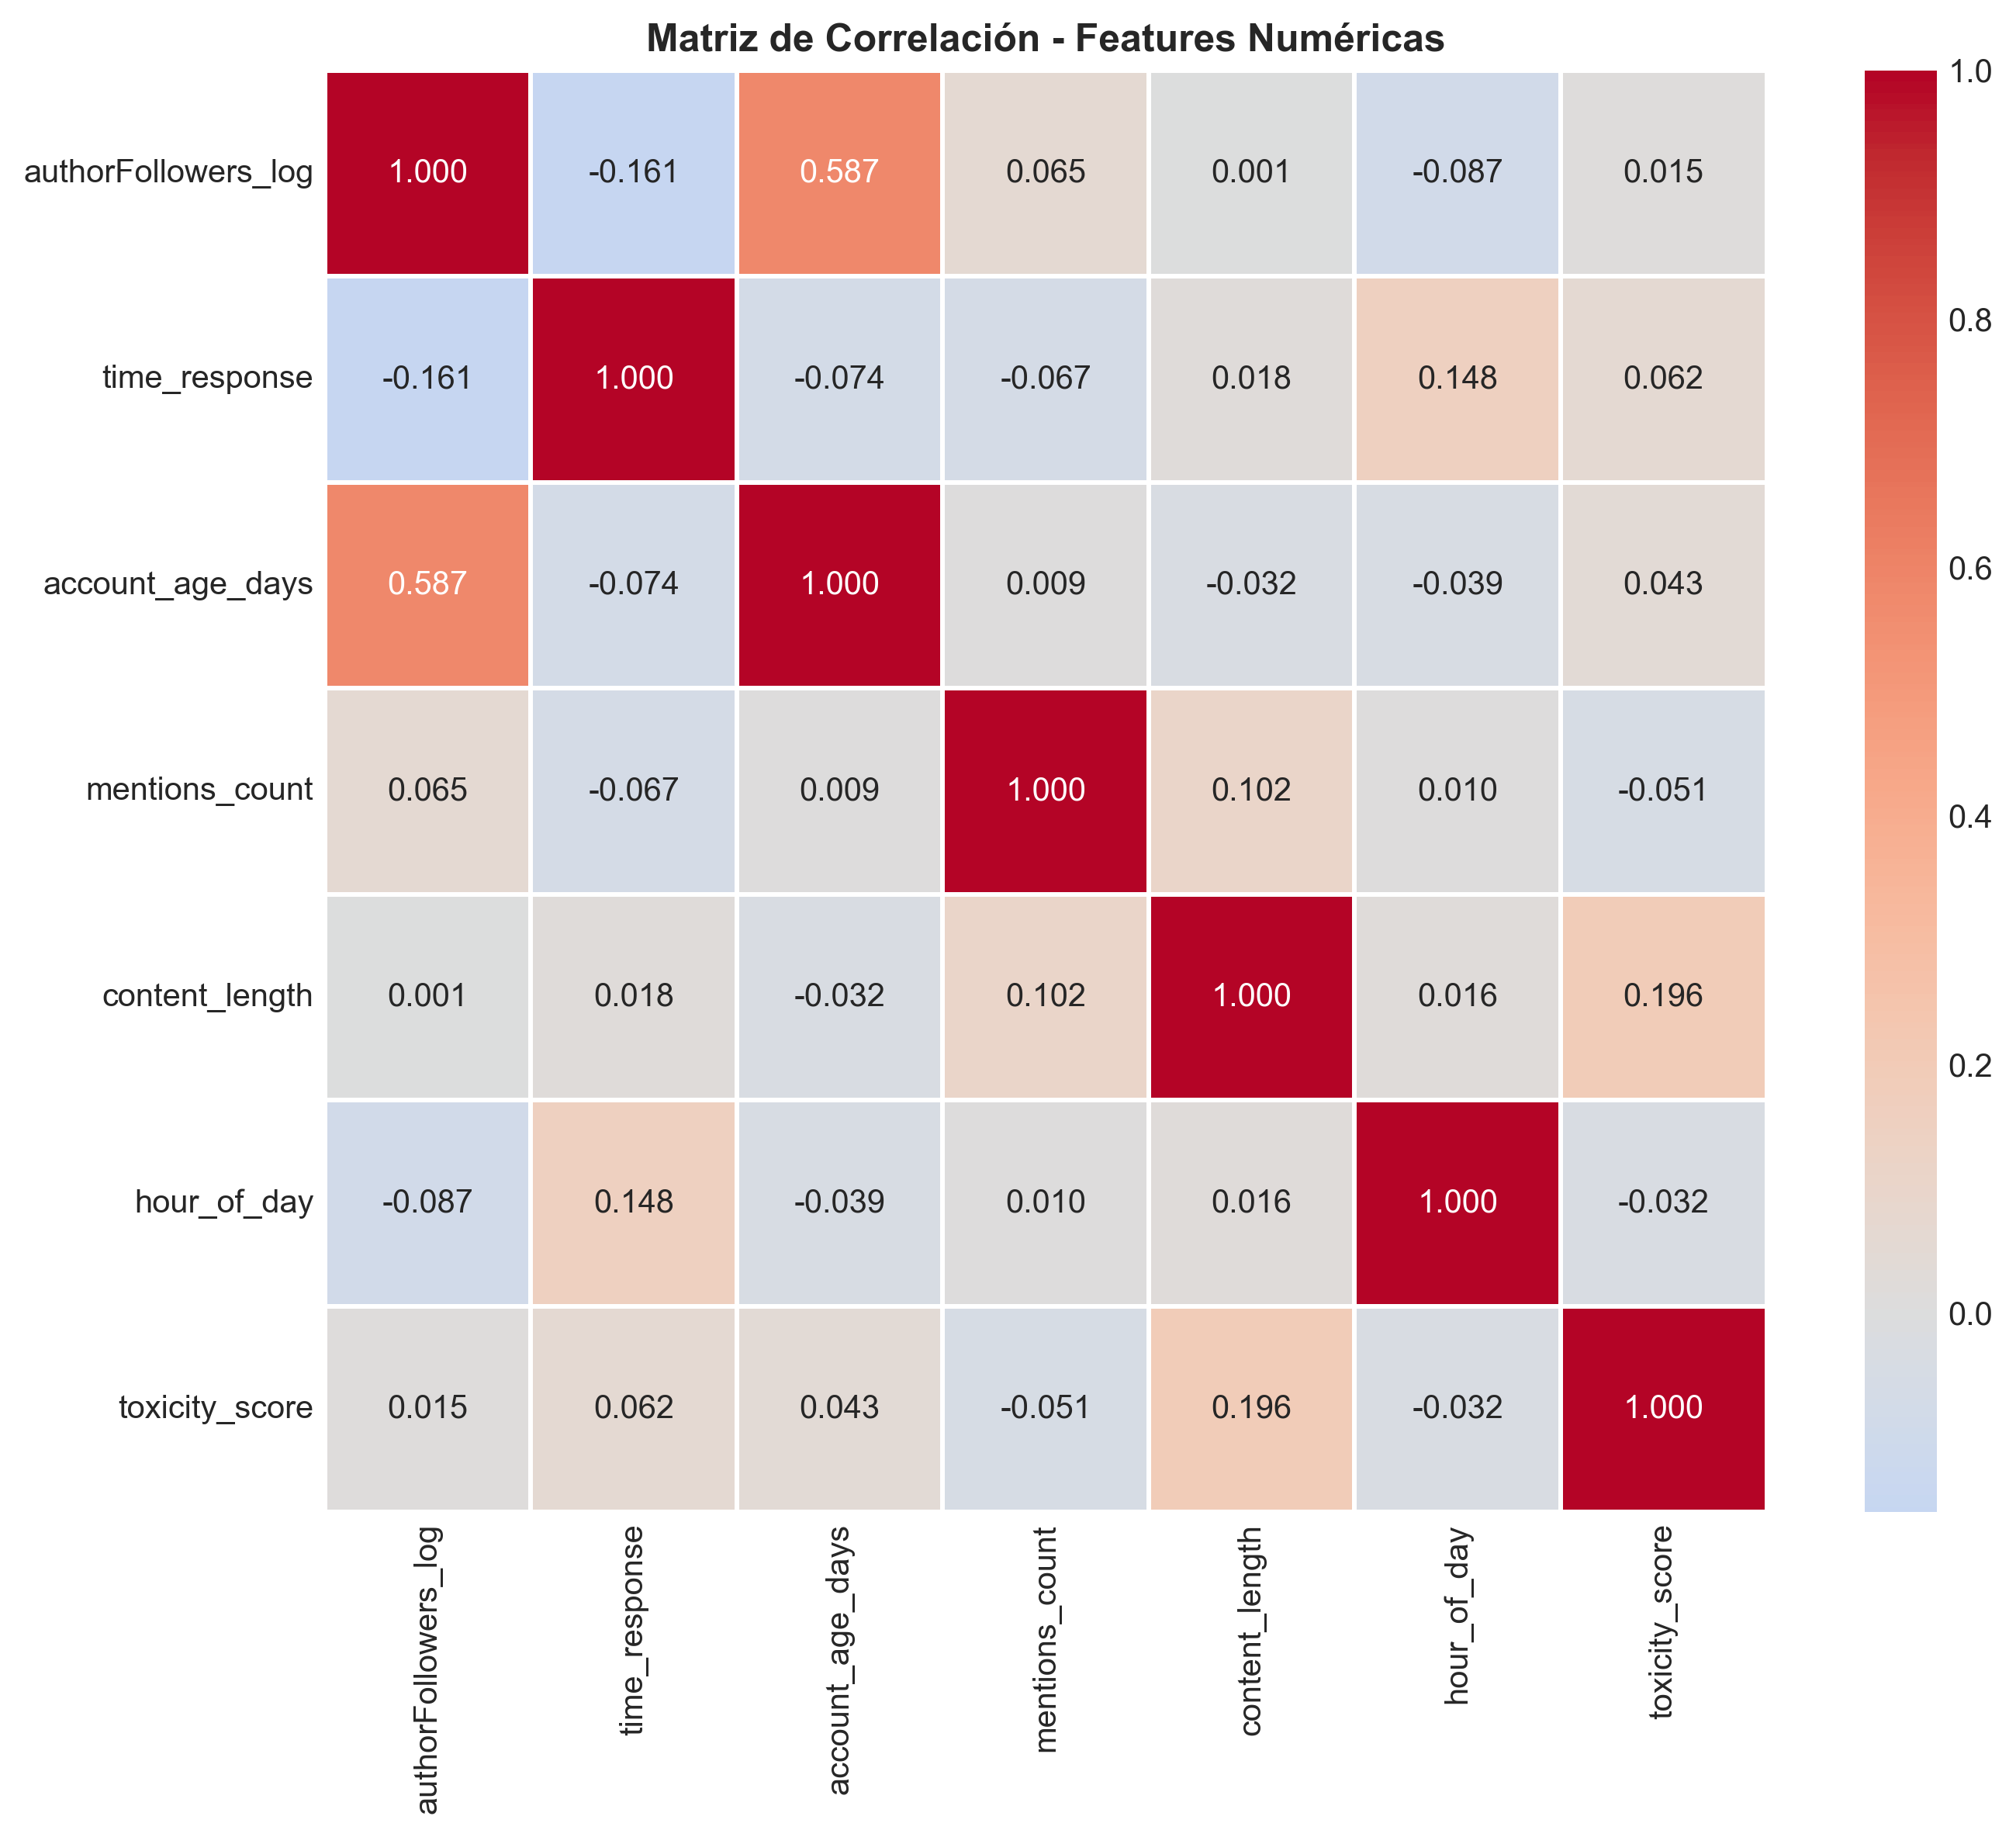 Matriz de Correlación - Features Numéricas
authorFollowers_log 1.000 -0.161 0.587 0.065 0.001 -0.087 0.015
time_response -0.161 1.000 -0.074 -0.067 0.018 0.148 0.062
account_age_days 0.587 -0.074 1.000 0.009 -0.032 -0.039 0.043
mentions_count 0.065 -0.067 0.009 1.000 0.102 0.010 -0.051
content_length 0.001 0.018 -0.032 0.102 1.000 0.016 0.196
hour_of_day -0.087 0.148 -0.039 0.010 0.016 1.000 -0.032
toxicity_score 0.015 0.062 0.043 -0.051 0.196 -0.032 1.000
authorFollowers_log
time_response
account_age_days
mentions_count
content_length
hour_of_day
toxicity_score
1.0
0.8
0.6
0.4
0.2
0.0